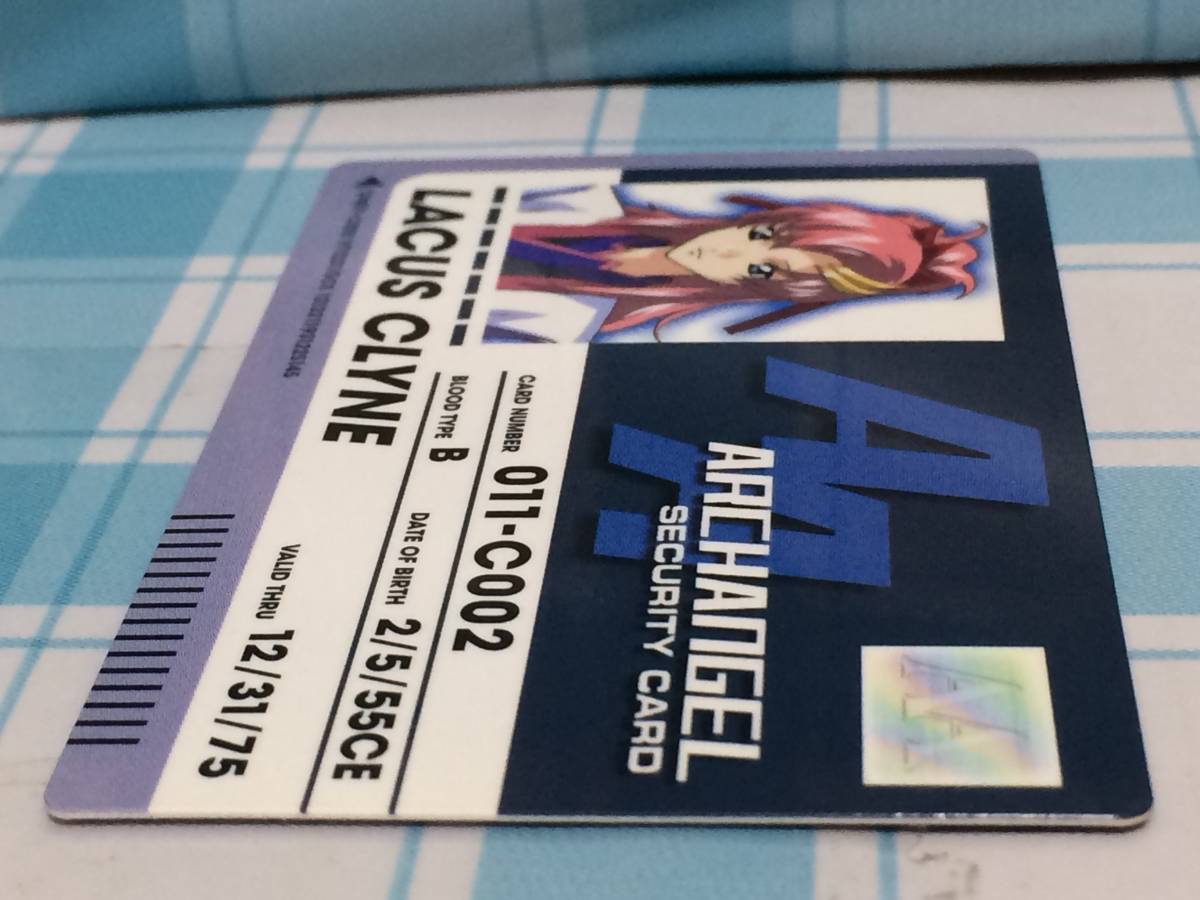 AA
ARCHANGEL
SECURITY CARD
CARD NUMBER 011-C002
BLOOD TYPE B DATE OF BIRTH 2/5/55CE
LACUS CLYNE
VALID THRU 12/31/75